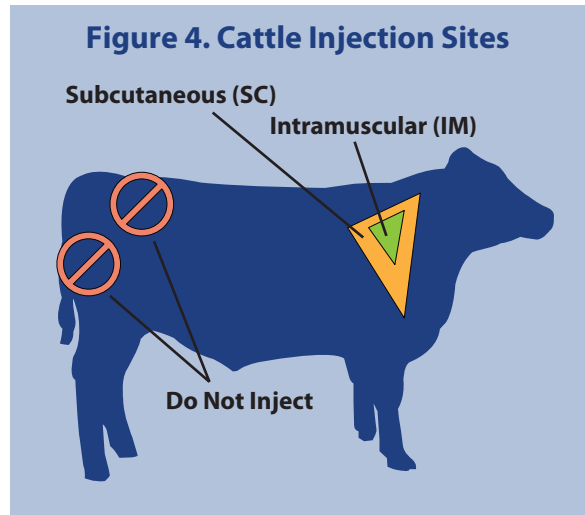 Figure 4. Cattle Injection Sites
Subcutaneous (SC)
Intramuscular (IM)
Do Not Inject